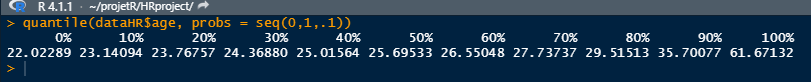 R 4.1.1 · ~/projetR/HRproject/
> quantile(dataHR$age, probs = seq(0,1,.1))
0% 10% 20% 30% 40% 50% 60% 70% 80% 90% 100%
22.02289 23.14094 23.76757 24.36880 25.01564 25.69533 26.55048 27.73737 29.51513 35.70077 61.67132
>